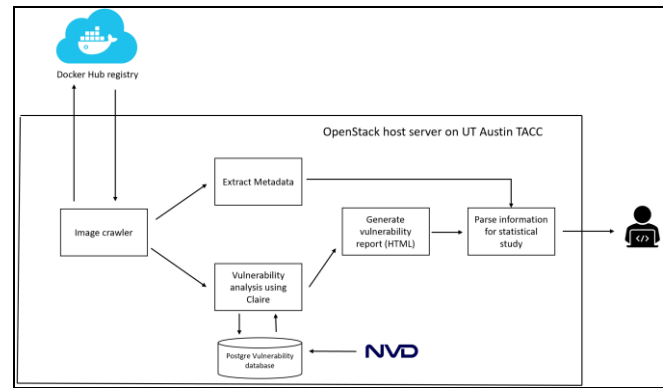 Docker Hub registry
OpenStack host server on UT Austin TACC
Extract Metadata
Image crawler
Generate
vulnerability
report (HTML)
Parse information
for statistical
study
</>
Vulnerability
analysis using
Claire
Postgre Vulnerability
database
NVD